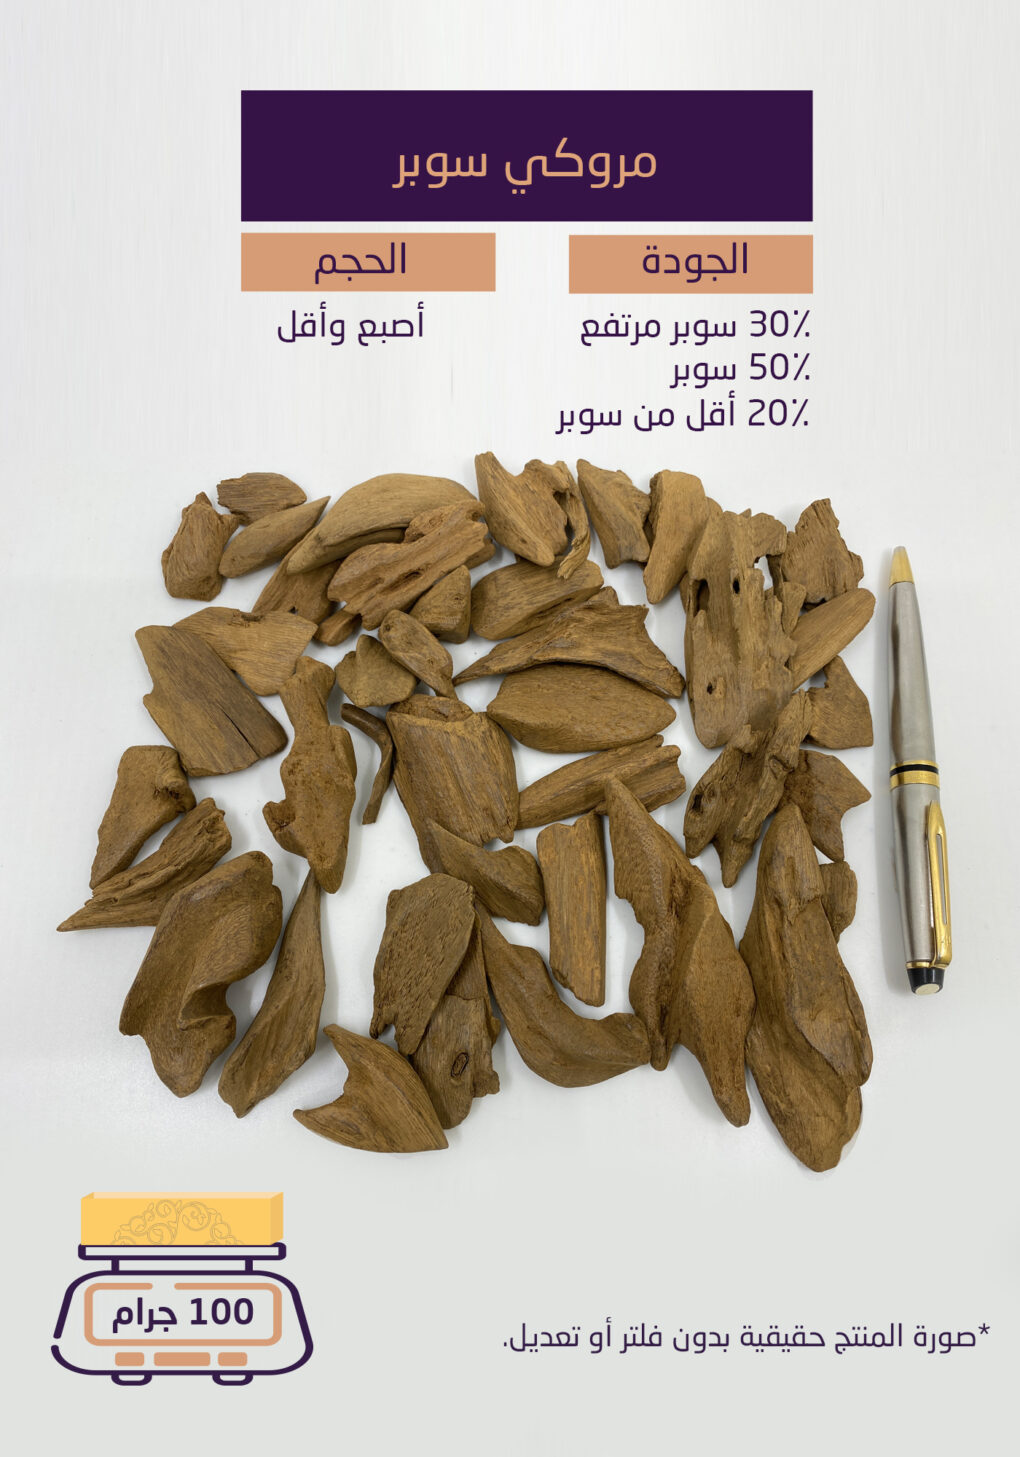 مروكي سوبر
الجودة
30٪ سوبر مرتفع
50٪ سوبر
20٪ أقل من سوبر
الحجم
أصبع وأقل
100 جرام
*صورة المنتج حقيقية بدون فلتر أو تعديل.